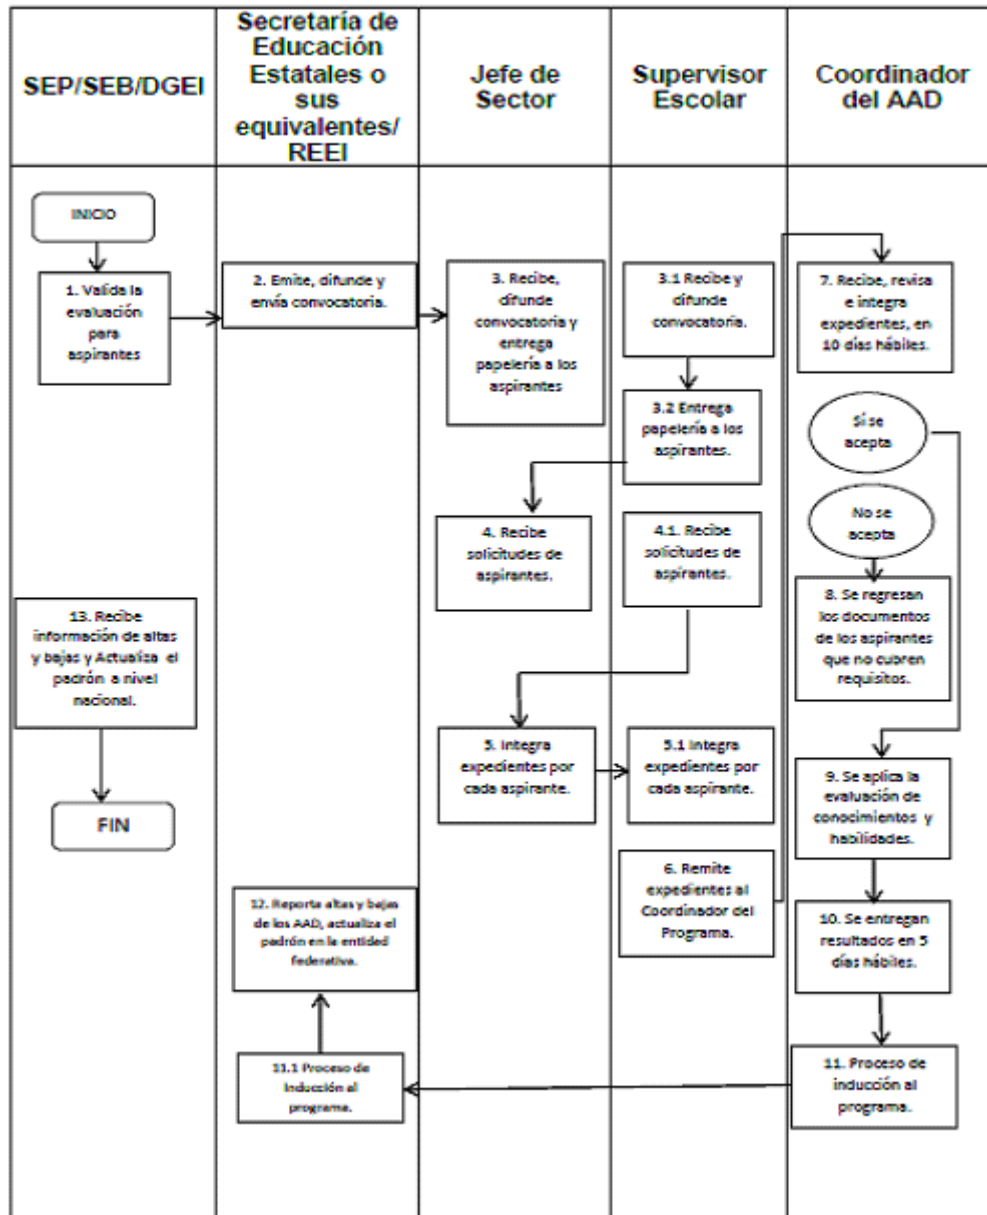 SEP/SEB/DGEI
Secretaría de
Educación
Estatales o
sus
equivalentes/
REEI
Jefe de
Sector
Supervisor
Escolar
Coordinador
del AAD
INICIO
1. Valida la
evaluación
para
aspirantes
2. Emite, difunde y
envía convocatoria.
3. Recibe,
difunde
convocatoria y
entrega
papelería a los
aspirantes
3.1 Recibe y
difunde
convocatoria.
7. Recibe, revisa
e integra
expedientes, en
10 días hábiles.
3.2 Entrega
papelería a los
aspirantes.
Sí se
acepta
No se
acepta
4. Recibe
solicitudes de
aspirantes.
4.1. Recibe
solicitudes de
aspirantes.
8. Se regresan
los documentos
de los aspirantes
que no cubren
requisitos.
13. Recibe
información de altas
y bajas y Actualiza el
padrón a nivel
nacional.
5. Integra
expedientes por
cada aspirante.
5.1 Integra
expedientes por
cada aspirante.
9. Se aplica la
evaluación de
conocimientos y
habilidades.
FIN
6. Remite
expedientes al
Coordinador del
Programa.
12. Reporta altas y bajas
de los AAD, actualiza el
padrón en la entidad
federativa.
10. Se entregan
resultados en 5
días hábiles.
11.1 Proceso de
inducción al
programa.
11. Proceso de
inducción al
programa.